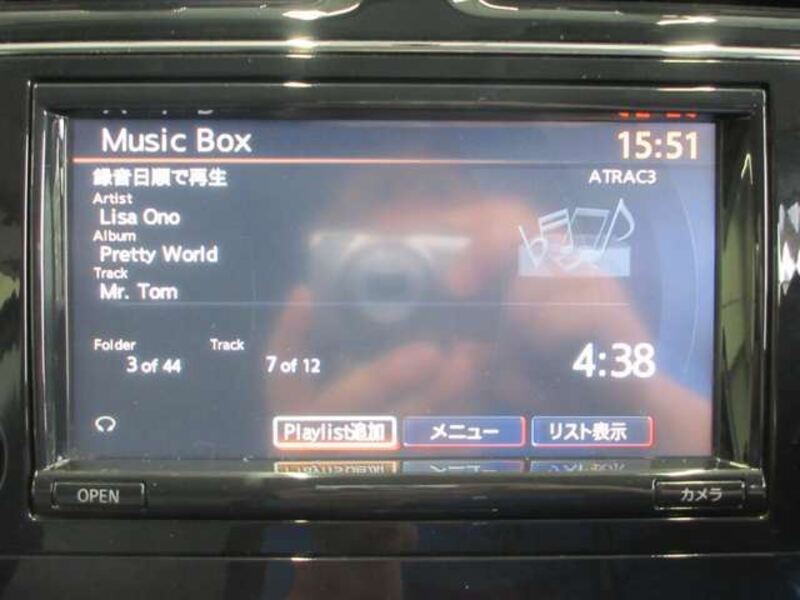 Music Box 15:51
録音日順で再生 ATRAC3
Artist
Lisa Ono
Album
Pretty World
Track
Mr. Tom
Folder Track
3 of 44 7 of 12 4:38
Playlist追加 メニュー リスト表示
OPEN カメラ